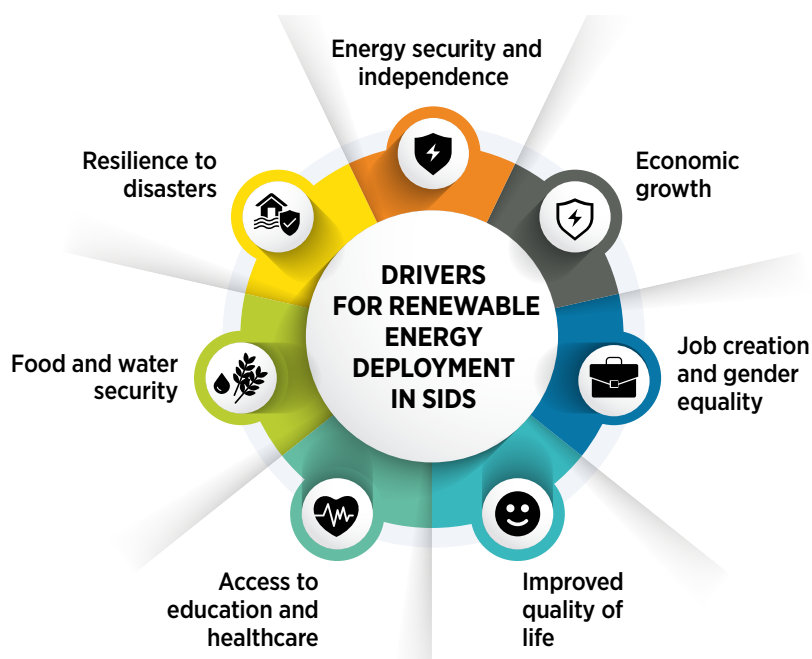 Energy security and
independence
Resilience to
disasters
Economic
growth
DRIVERS
FOR RENEWABLE
ENERGY
DEPLOYMENT
IN SIDS
Food and water
security
Job creation
and gender
equality
Access to
education and
healthcare
Improved
quality of
life